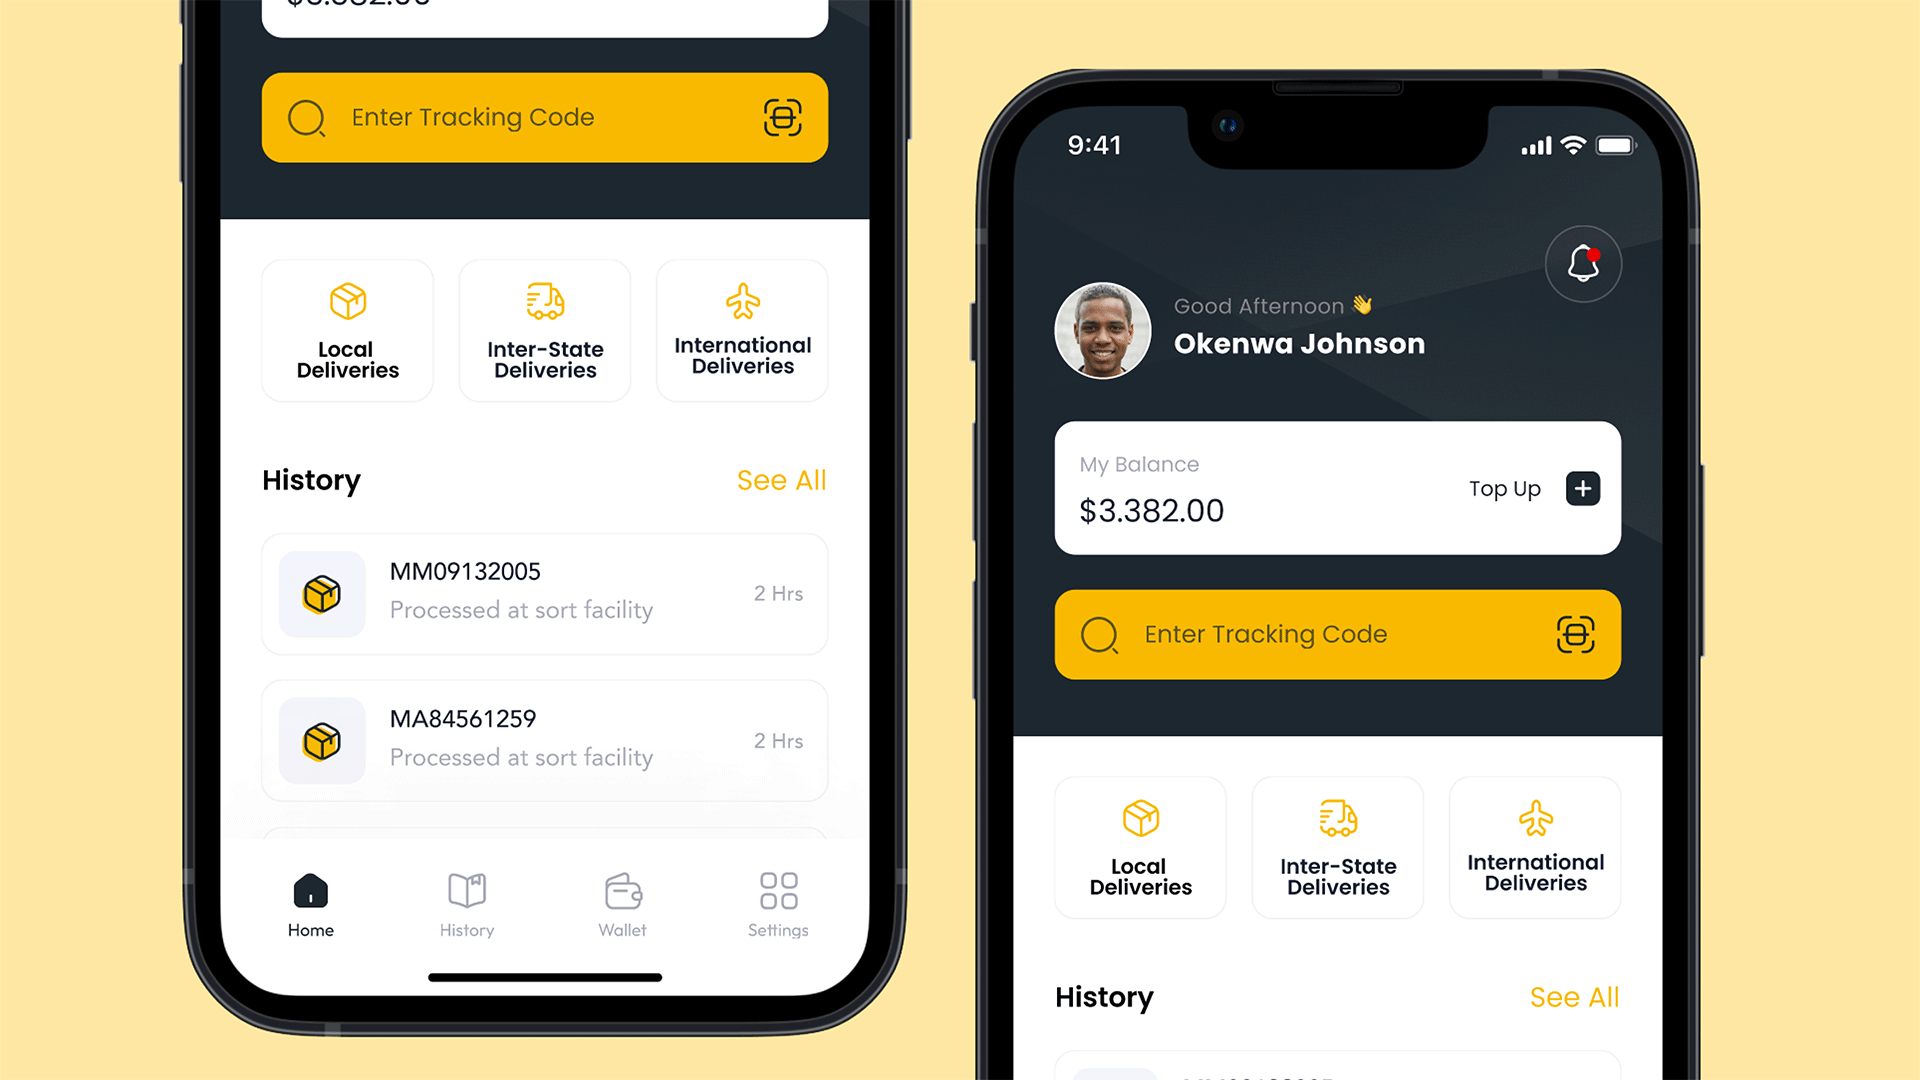 $3.382.00
Enter Tracking Code
Local
Deliveries
Inter-State
Deliveries
International
Deliveries
History
See All
MM09132005
Processed at sort facility
2 Hrs
MA84561259
Processed at sort facility
2 Hrs
Home
History
Wallet
Settings
9:41
Good Afternoon 👋
Okenwa Johnson
My Balance
$3.382.00
Top Up
Enter Tracking Code
Local
Deliveries
Inter-State
Deliveries
International
Deliveries
History
See All